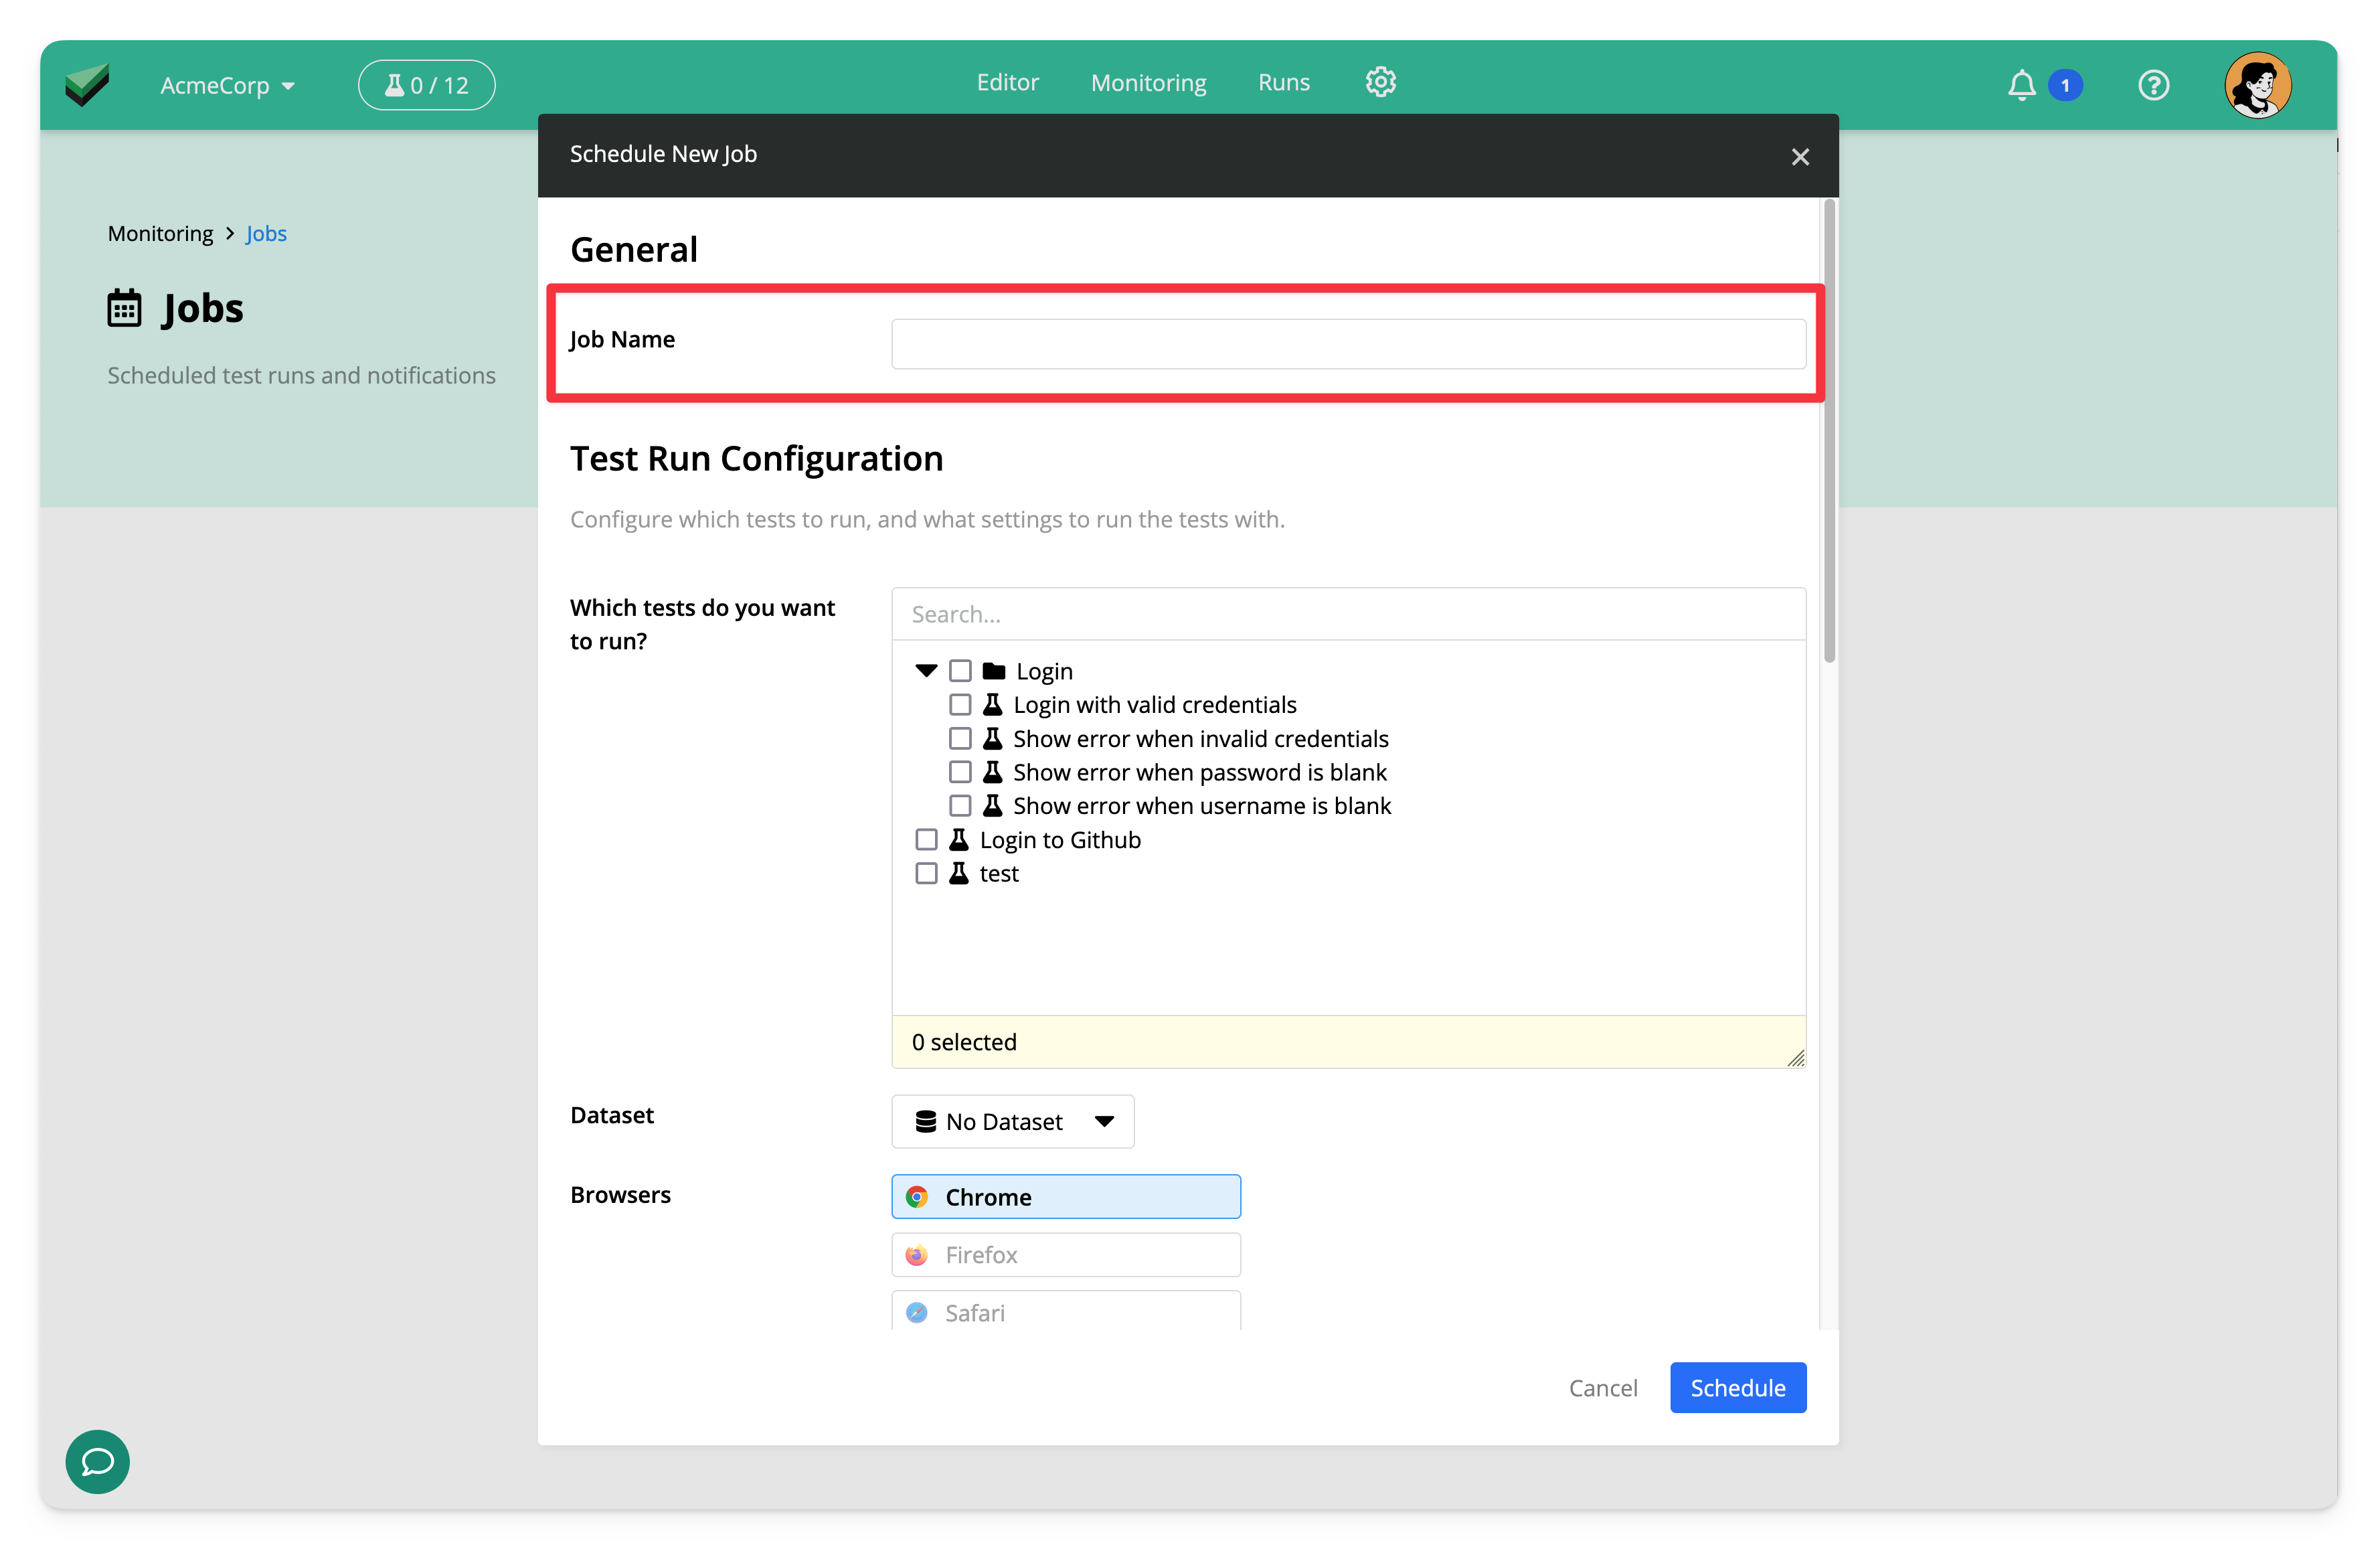 AcmeCorp
0 / 12
Editor
Monitoring
Runs
1
Schedule New Job
Monitoring > Jobs
Jobs
Scheduled test runs and notifications
General
Job Name
Test Run Configuration
Configure which tests to run, and what settings to run the tests with.
Which tests do you want
to run?
Search...
Login
Login with valid credentials
Show error when invalid credentials
Show error when password is blank
Show error when username is blank
Login to Github
test
0 selected
Dataset
No Dataset
Browsers
Chrome
Firefox
Safari
Cancel
Schedule